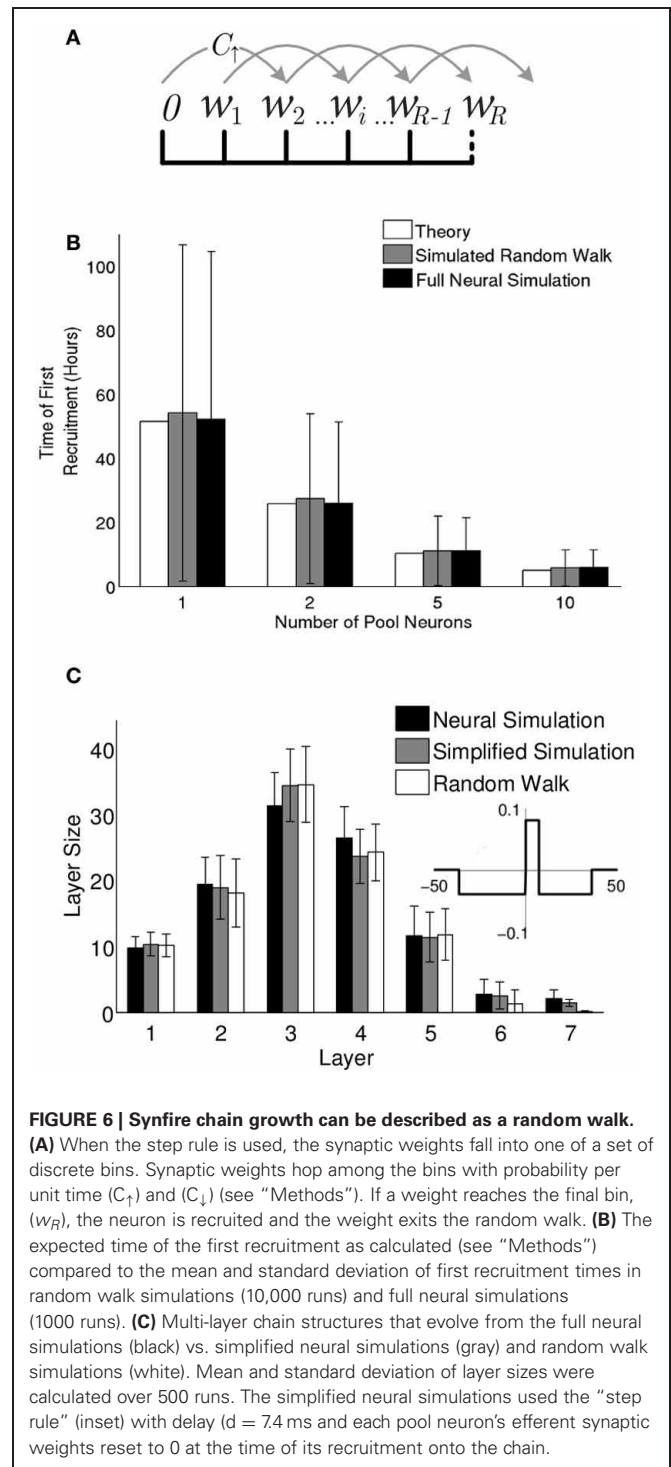 A
C↑
0 w1 w2 ...wi ...wR-1 wR
B
Theory
Simulated Random Walk
Full Neural Simulation
100
80
60
40
20
0
Time of First
Recruitment (Hours)
1 2 5 10
Number of Pool Neurons
C
Neural Simulation
Simplified Simulation
Random Walk
40
30
20
10
0
Layer Size
0.1
−50 50
−0.1
1 2 3 4 5 6 7
Layer
FIGURE 6 | Synfire chain growth can be described as a random walk.
(A) When the step rule is used, the synaptic weights fall into one of a set of
discrete bins. Synaptic weights hop among the bins with probability per
unit time (C↑) and (C↓) (see “Methods”). If a weight reaches the final bin,
(wR), the neuron is recruited and the weight exits the random walk. (B) The
expected time of the first recruitment as calculated (see “Methods”)
compared to the mean and standard deviation of first recruitment times in
random walk simulations (10,000 runs) and full neural simulations
(1000 runs). (C) Multi-layer chain structures that evolve from the full neural
simulations (black) vs. simplified neural simulations (gray) and random walk
simulations (white). Mean and standard deviation of layer sizes were
calculated over 500 runs. The simplified neural simulations used the “step
rule” (inset) with delay (d = 7.4 ms and each pool neuron’s efferent synaptic
weights reset to 0 at the time of its recruitment onto the chain.